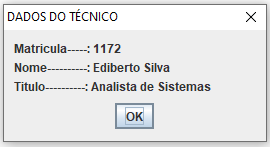 DADOS DO TÉCNICO
Matricula-----: 1172
Nome----------: Ediberto Silva
Titulo----------: Analista de Sistemas
OK